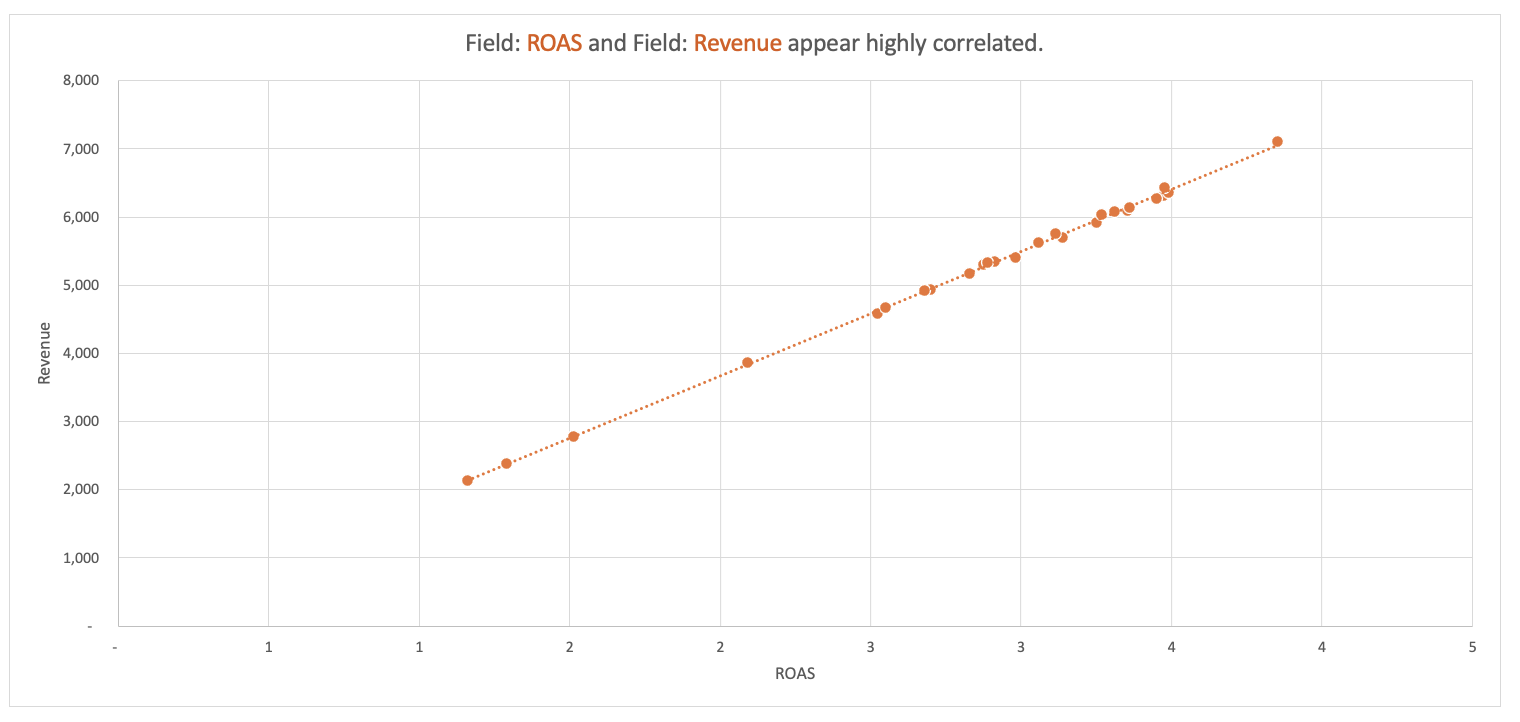 Field: ROAS and Field: Revenue appear highly correlated.
8,000
7,000
6,000
5,000
4,000
3,000
2,000
1,000
-
Revenue
- 1 1 2 2 3 3 4 4 5
ROAS